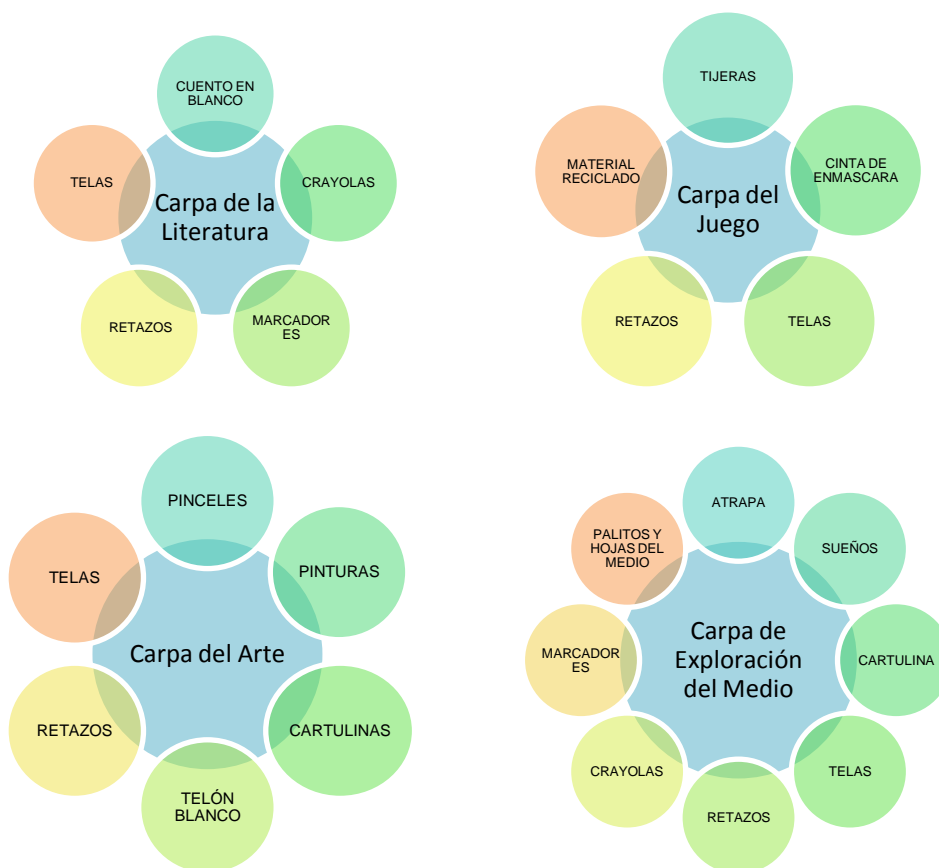 CUENTO EN
BLANCO
CRAYOLAS
MARCADOR
ES
RETAZOS
TELAS
Carpa de la
Literatura
TIJERAS
CINTA DE
ENMASCARA
TELAS
RETAZOS
MATERIAL
RECICLADO
Carpa del
Juego
PINCELES
PINTURAS
CARTULINAS
TELÓN
BLANCO
RETAZOS
TELAS
Carpa del Arte
ATRAPA
SUEÑOS
CARTULINA
TELAS
RETAZOS
CRAYOLAS
MARCADOR
ES
PALITOS Y
HOJAS DEL
MEDIO
Carpa de
Exploración
del Medio